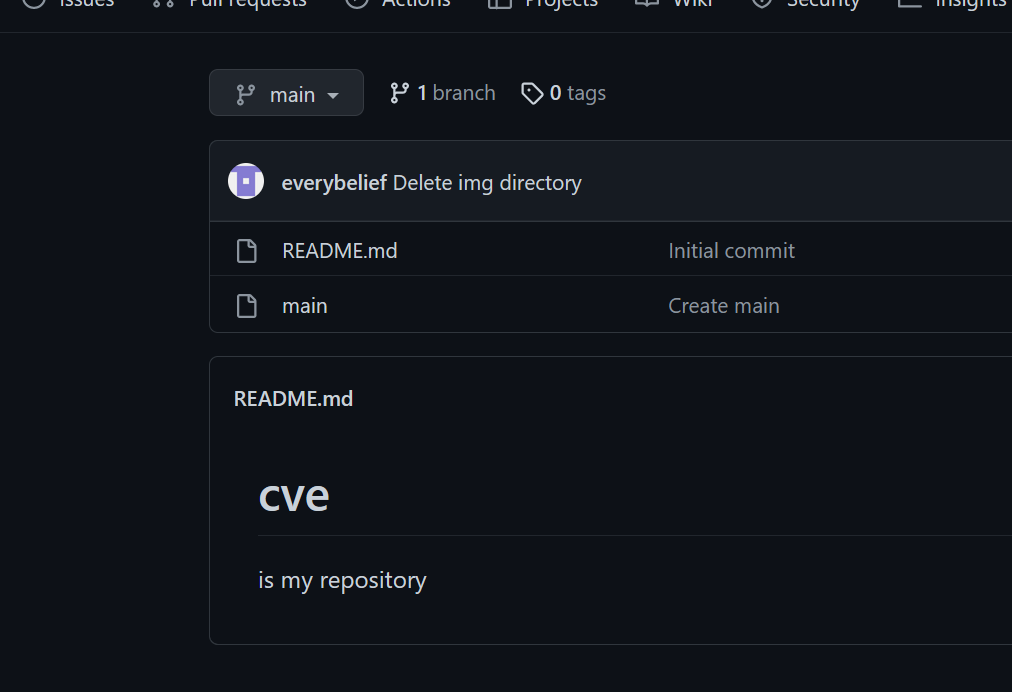 Issues Pull requests Actions Projects Wiki Security Insights
main 1 branch 0 tags
everybelief Delete img directory
README.md Initial commit
main Create main
README.md
cve
is my repository